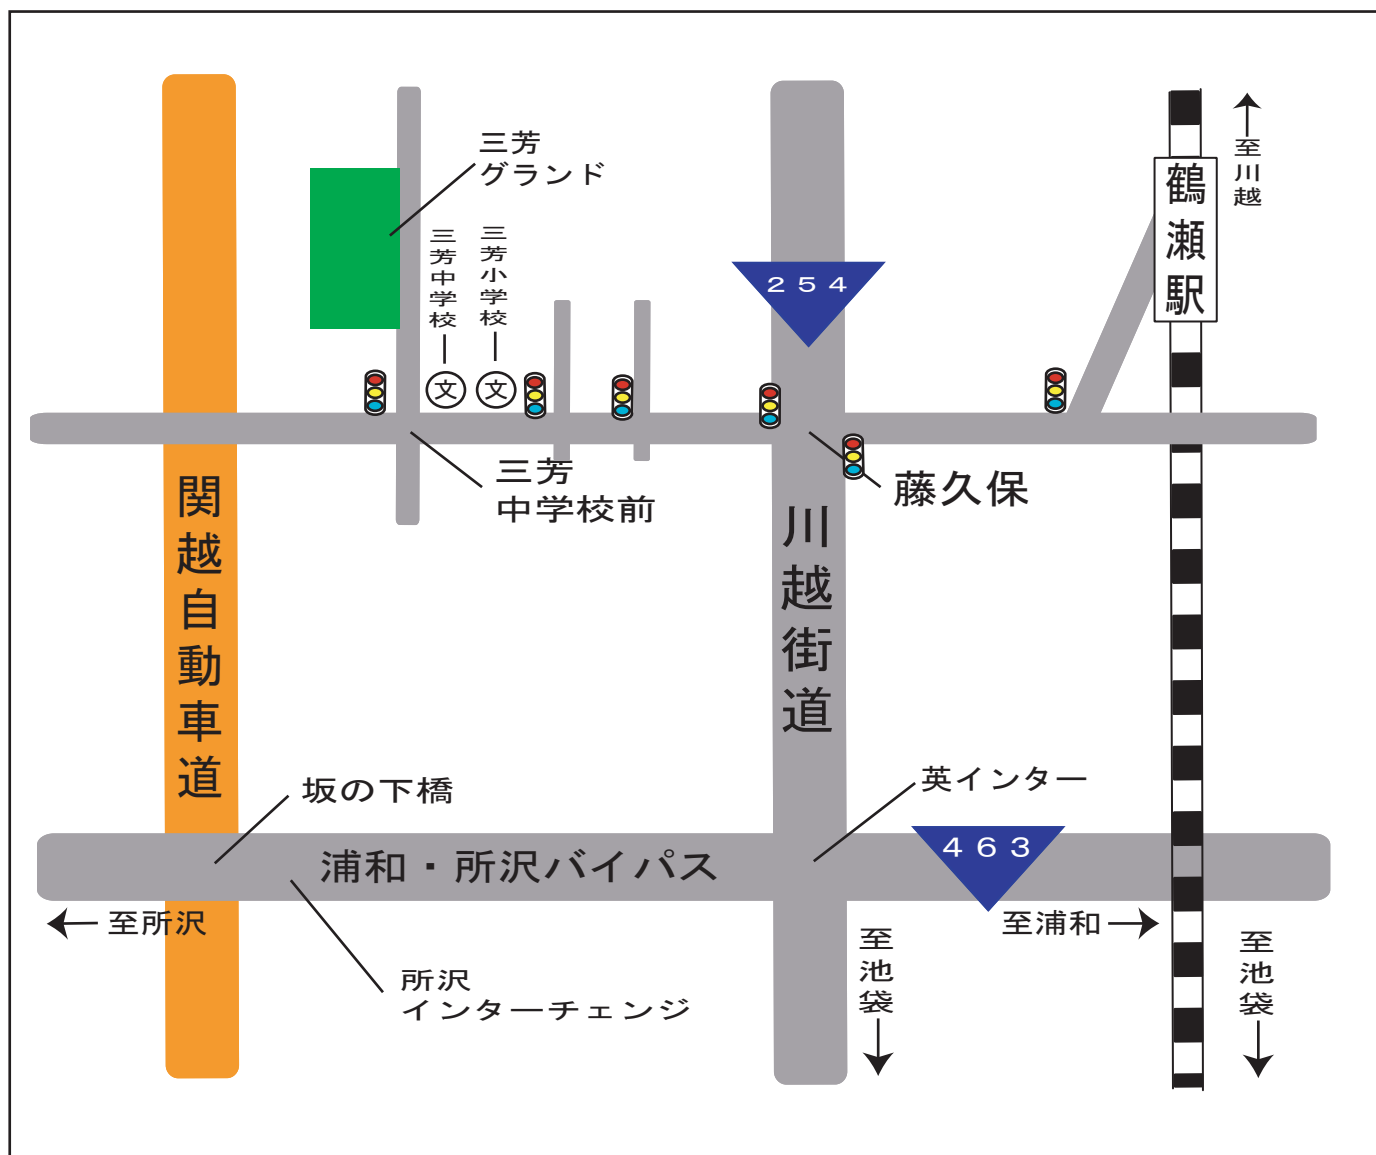 三芳
グランド
三芳中学校
三芳小学校
文
文
254
至川越
鶴瀬駅
三芳
中学校前
藤久保
関越自動車道
川越街道
坂の下橋
英インター
浦和・所沢バイパス
463
至所沢
至浦和
所沢
インターチェンジ
至池袋
至池袋